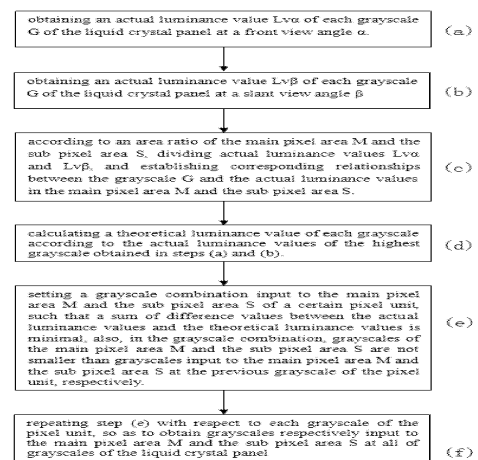 obtaining an actual luminance value Lvα of each grayscale
G of the liquid crystal panel at a front view angle α.
(a)
obtaining an actual luminance value Lvβ of each grayscale
G of the liquid crystal panel at a slant view angle β
(b)
according to an area ratio of the main pixel area M and the
sub pixel area S, dividing actual luminance values Lvα
and Lvβ, and establishing corresponding relationships
between the grayscale G and the actual luminance values
in the main pixel area M and the sub pixel area S.
(c)
calculating a theoretical luminance value of each grayscale
according to the actual luminance values of the highest
grayscale obtained in steps (a) and (b).
(d)
setting a grayscale combination input to the main pixel
area M and the sub pixel area S of a certain pixel unit,
such that a sum of difference values between the actual
luminance values and the theoretical luminance values is
minimal, also, in the grayscale combination, grayscales of
the main pixel area M and the sub pixel area S are not
smaller than grayscales input to the main pixel area M and
the sub pixel area S at the previous grayscale of the pixel
unit, respectively.
(e)
repeating step (e) with respect to each grayscale of the
pixel unit, so as to obtain grayscales respectively input to
the main pixel area M and the sub pixel area S at all of
grayscales of the liquid crystal panel
(f)